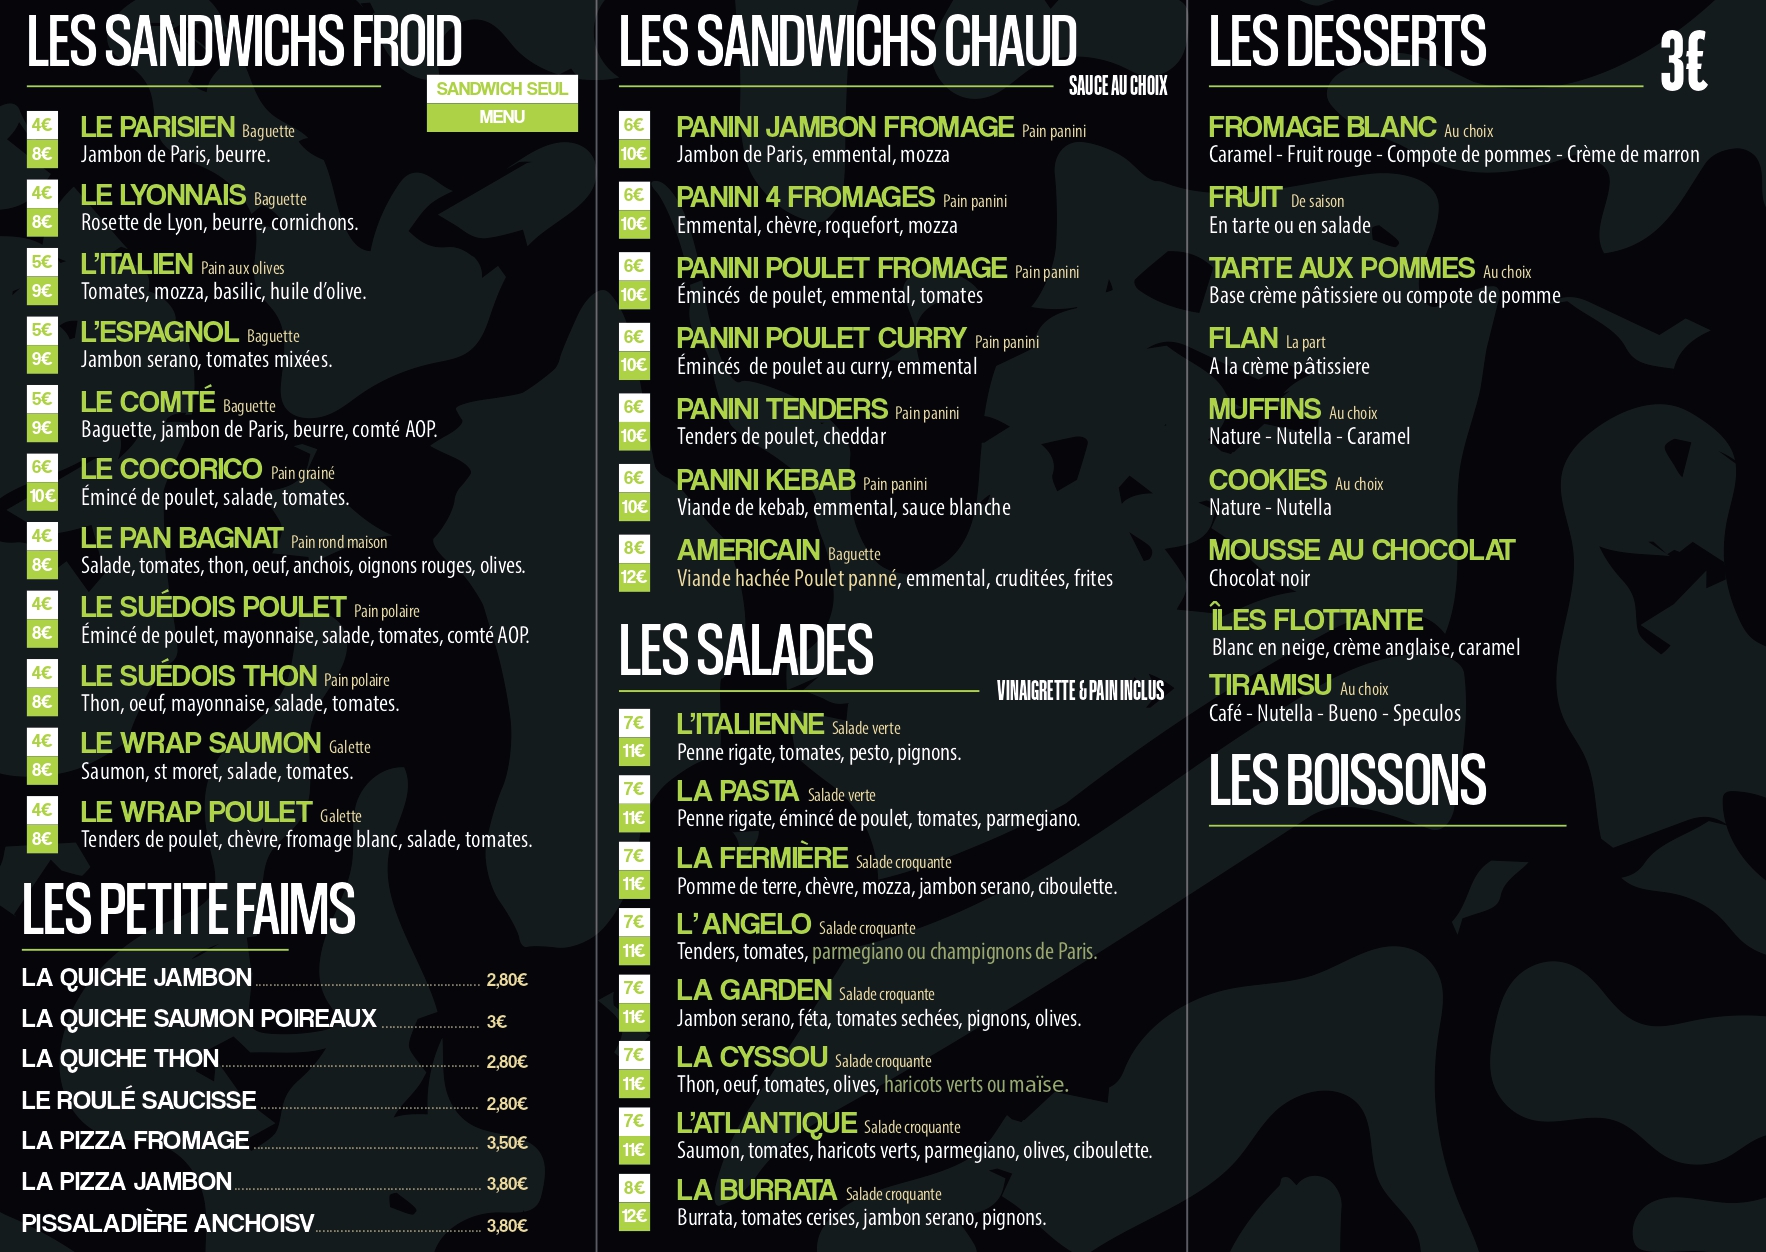 LES SANDWICHS FROID
SANDWICH SEUL
MENU
4€ LE PARISIEN Baguette
8€ Jambon de Paris, beurre.
4€ LE LYONNAIS Baguette
8€ Rosette de Lyon, beurre, cornichons.
5€ L'ITALIEN Pain aux olives
9€ Tomates, mozza, basilic, huile d'olive.
5€ L'ESPAGNOL Baguette
9€ Jambon serano, tomates mixées.
5€ LE COMTÉ Baguette
9€ Baguette, jambon de Paris, beurre, comté AOP.
6€ LE COCORICO Pain grainé
10€ Émincé de poulet, salade, tomates.
4€ LE PAN BAGNAT Pain rond maison
8€ Salade, tomates, thon, oeuf, anchois, oignons rouges, olives.
4€ LE SUÉDOIS POULET Pain polaire
8€ Émincé de poulet, mayonnaise, salade, tomates, comté AOP.
4€ LE SUÉDOIS THON Pain polaire
8€ Thon, oeuf, mayonnaise, salade, tomates.
4€ LE WRAP SAUMON Galette
8€ Saumon, st moret, salade, tomates.
4€ LE WRAP POULET Galette
8€ Tenders de poulet, chèvre, fromage blanc, salade, tomates.
LES PETITE FAIMS
LA QUICHE JAMBON 2,80€
LA QUICHE SAUMON POIREAUX 3€
LA QUICHE THON 2,80€
LE ROULÉ SAUCISSE 2,80€
LA PIZZA FROMAGE 3,50€
LA PIZZA JAMBON 3,80€
PISSALADIÈRE ANCHOISV 3,80€
LES SANDWICHS CHAUD
SAUCE AU CHOIX
6€ PANINI JAMBON FROMAGE Pain panini
10€ Jambon de Paris, emmental, mozza
6€ PANINI 4 FROMAGES Pain panini
10€ Emmental, chèvre, roquefort, mozza
6€ PANINI POULET FROMAGE Pain panini
10€ Émincés de poulet, emmental, tomates
6€ PANINI POULET CURRY Pain panini
10€ Émincés de poulet au curry, emmental
6€ PANINI TENDERS Pain panini
10€ Tenders de poulet, cheddar
6€ PANINI KEBAB Pain panini
10€ Viande de kebab, emmental, sauce blanche
8€ AMERICAIN Baguette
12€ Viande hachée Poulet panné, emmental, cruditées, frites
LES SALADES
VINAIGRETTE & PAIN INCLUS
7€ L'ITALIENNE Salade verte
11€ Penne rigate, tomates, pesto, pignons.
7€ LA PASTA Salade verte
11€ Penne rigate, émincé de poulet, tomates, parmegiano.
7€ LA FERMIÈRE Salade croquante
11€ Pomme de terre, chèvre, mozza, jambon serano, ciboulette.
7€ L' ANGELO Salade croquante
11€ Tenders, tomates, parmegiano ou champignons de Paris.
7€ LA GARDEN Salade croquante
11€ Jambon serano, féta, tomates sechées, pignons, olives.
7€ LA CYSSOU Salade croquante
11€ Thon, oeuf, tomates, olives, haricots verts ou maïse.
7€ L'ATLANTIQUE Salade croquante
11€ Saumon, tomates, haricots verts, parmegiano, olives, ciboulette.
8€ LA BURRATA Salade croquante
12€ Burrata, tomates cerises, jambon serano, pignons.
LES DESSERTS 3€
FROMAGE BLANC Au choix
Caramel - Fruit rouge - Compote de pommes - Crème de marron
FRUIT De saison
En tarte ou en salade
TARTE AUX POMMES Au choix
Base crème pâtissiere ou compote de pomme
FLAN La part
A la crème pâtissiere
MUFFINS Au choix
Nature - Nutella - Caramel
COOKIES Au choix
Nature - Nutella
MOUSSE AU CHOCOLAT
Chocolat noir
ÎLES FLOTTANTE
Blanc en neige, crème anglaise, caramel
TIRAMISU Au choix
Café - Nutella - Bueno - Speculos
LES BOISSONS